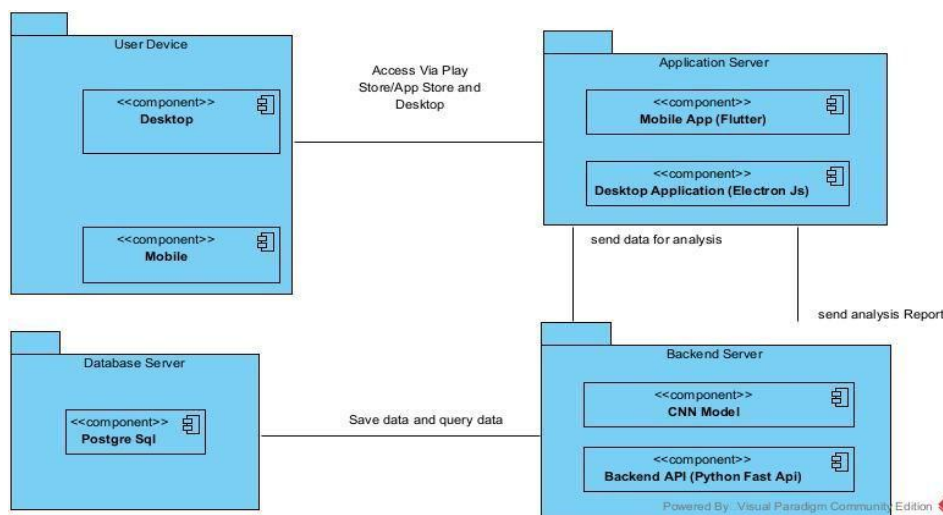 User Device
<<component>>
Desktop
<<component>>
Mobile
Access Via Play
Store/App Store and
Desktop
Application Server
<<component>>
Mobile App (Flutter)
<<component>>
Desktop Application (Electron Js)
send data for analysis
send analysis Report
Database Server
<<component>>
Postgre Sql
Save data and query data
Backend Server
<<component>>
CNN Model
<<component>>
Backend API (Python Fast Api)
Powered By Visual Paradigm Community Edition